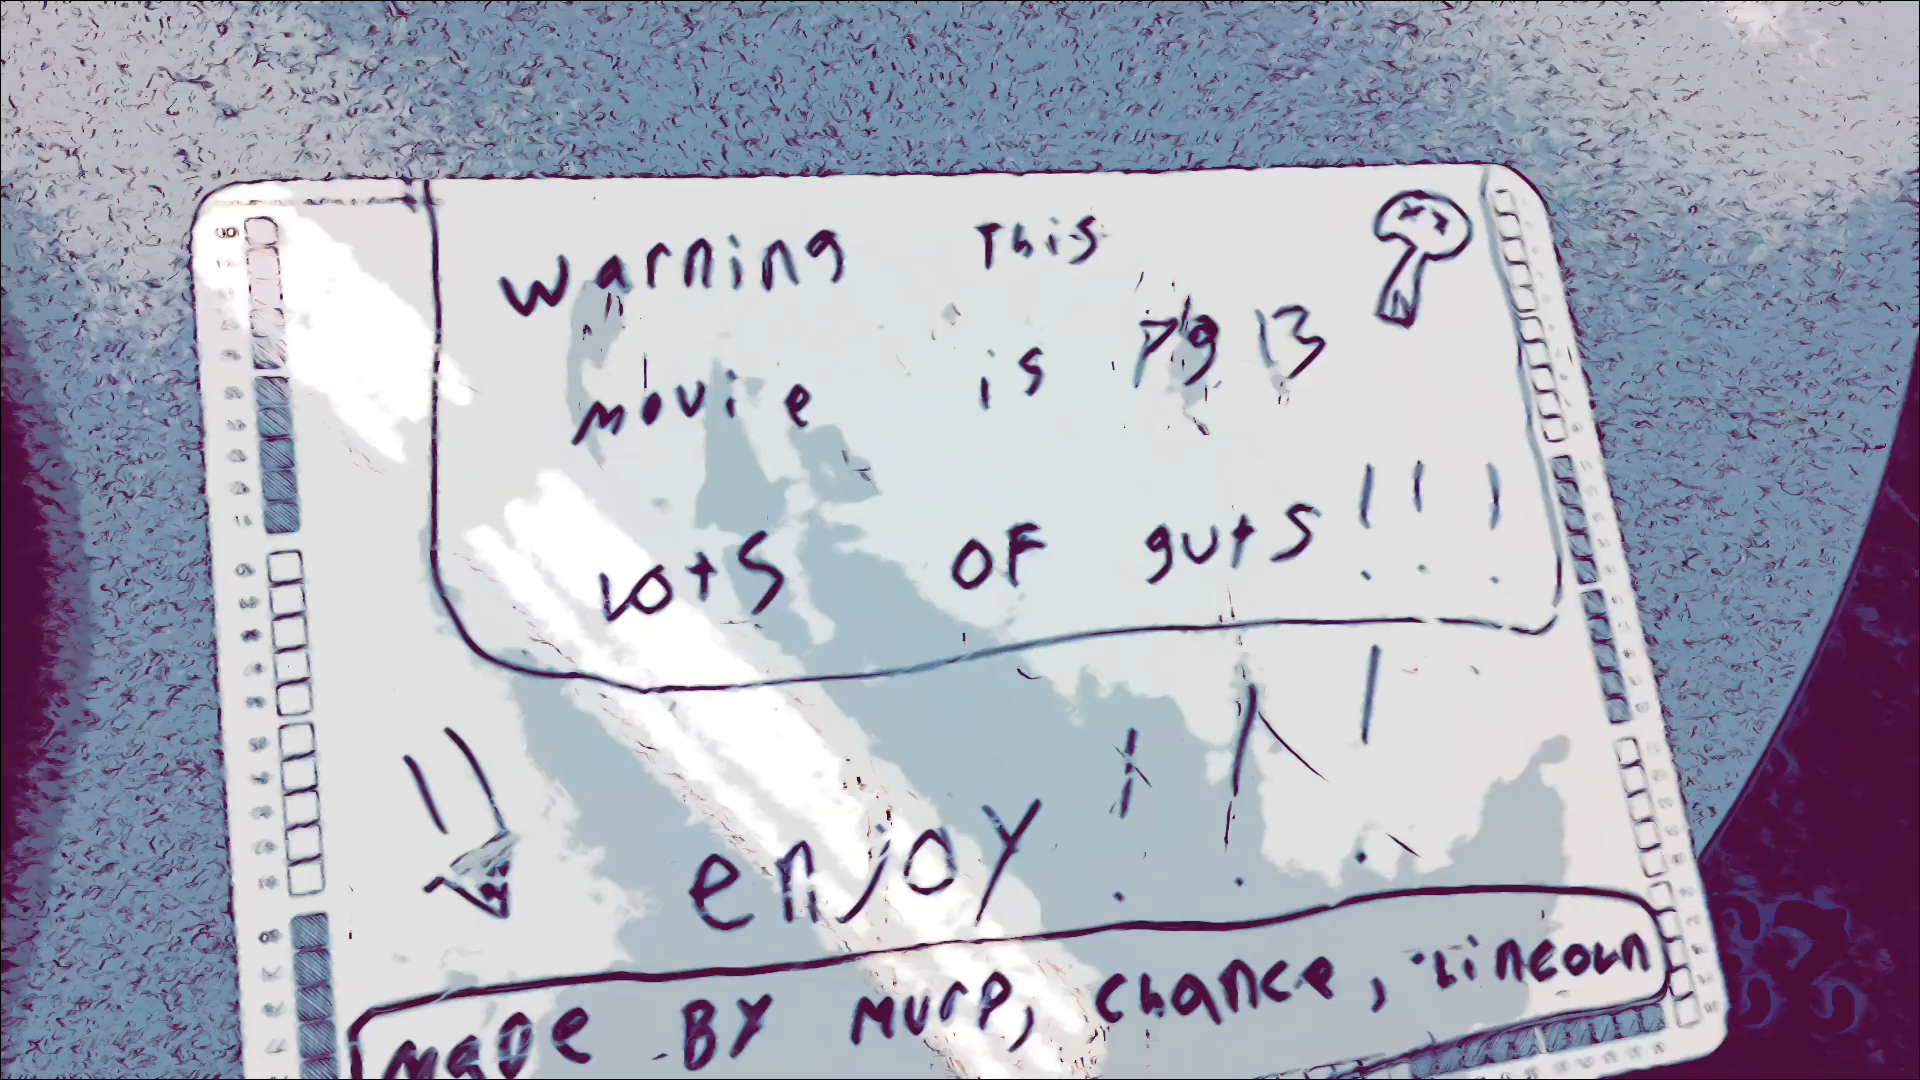 warning This
movie is pg 13
LotS OF gutS!!!
enjoy!!!
made BY Murp, chance, Lincoln